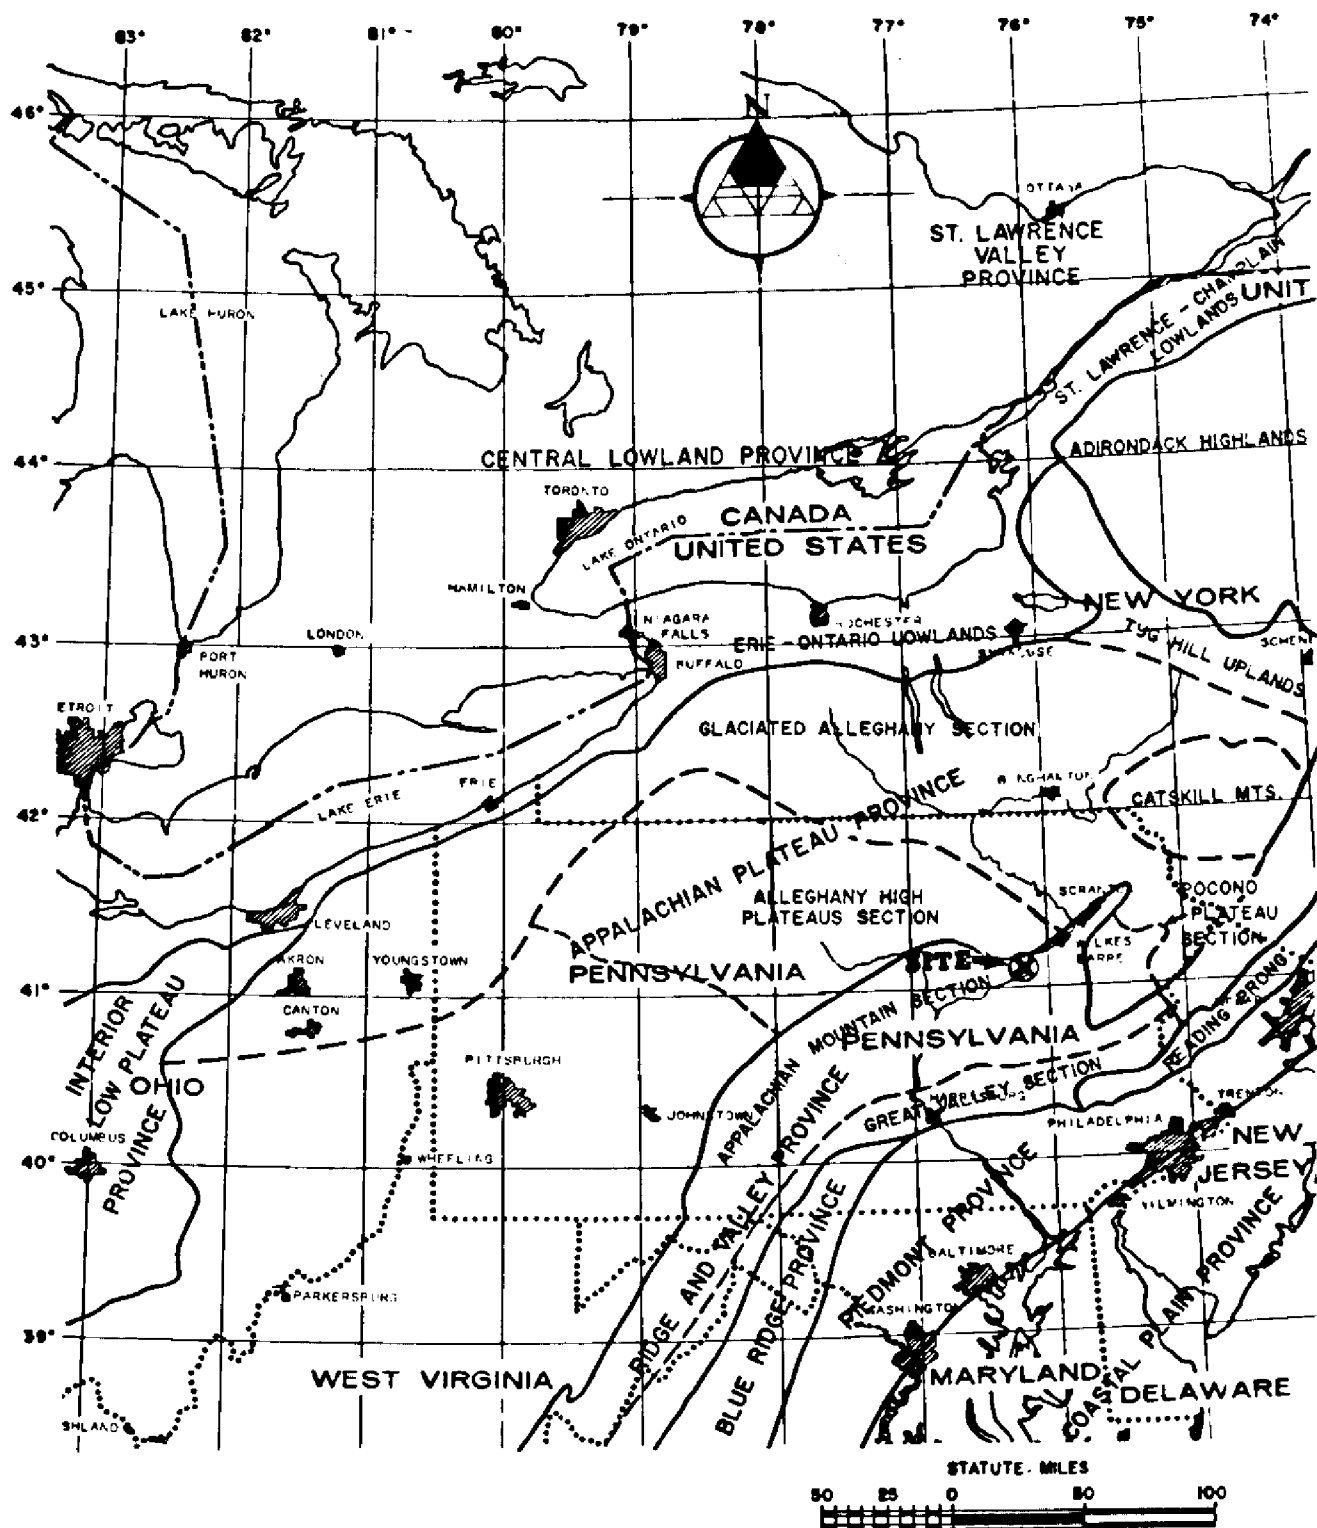 83° 82° 81° 80° 79° 78° 77° 76° 75° 74°
N
46°
OTTAWA
ST. LAWRENCE
VALLEY
PROVINCE
45°
LAKE HURON
ST. LAWRENCE - CHAMPLAIN
LOWLANDS
UNIT
44°
CENTRAL LOWLAND PROVINCE
ADIRONDACK HIGHLANDS
TORONTO
LAKE ONTARIO
CANADA
UNITED STATES
HAMILTON
NIAGARA
FALLS
ROCHESTER
NEW YORK
43°
LONDON
PORT
HURON
BUFFALO
ERIE - ONTARIO LOWLANDS
TUG HILL UPLANDS
SCHENE
ETROIT
GLACIATED ALLEGHANY SECTION
ERIE
LAKE ERIE
42°
CATSKILL MTS.
APPALACHIAN PLATEAU PROVINCE
ALLEGHANY HIGH
PLATEAUS SECTION
POCONO
PLATEAU
SECTION
LEVELAND
AKRON
YOUNGSTOWN
PENNSYLVANIA
SITE
41°
CANTON
INTERIOR
LOW PLATEAU
PROVINCE
OHIO
APPALACHIAN MOUNTAIN SECTION
PENNSYLVANIA
READING PRONG
PITTSBURGH
JOHNSTOWN
GREAT VALLEY SECTION
PHILADELPHIA
TRENTON
COLUMBUS
40°
WHEELING
NEW
JERSEY
WILMINGTON
RIDGE AND VALLEY PROVINCE
BLUE RIDGE PROVINCE
PIEDMONT PROVINCE
BALTIMORE
WASHINGTON
COASTAL PLAIN PROVINCE
PARKERSBURG
39°
WEST VIRGINIA
MARYLAND
DELAWARE
SHLAND
STATUTE MILES
50 25 0 50 100